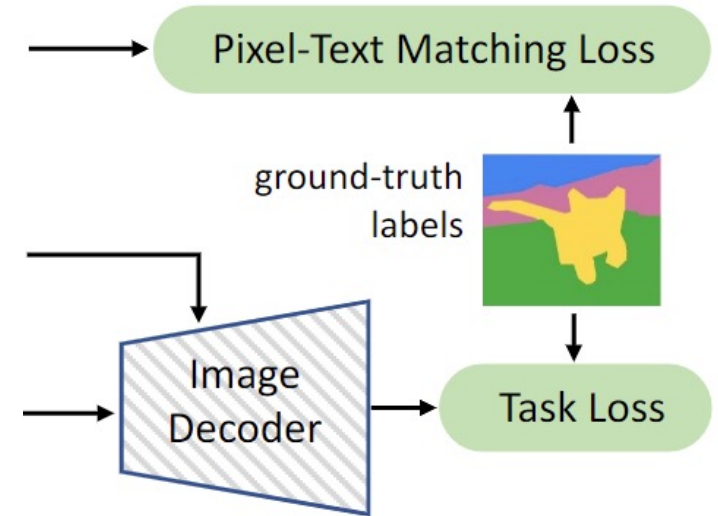 Pixel-Text Matching Loss
ground-truth
labels
Image
Decoder
Task Loss